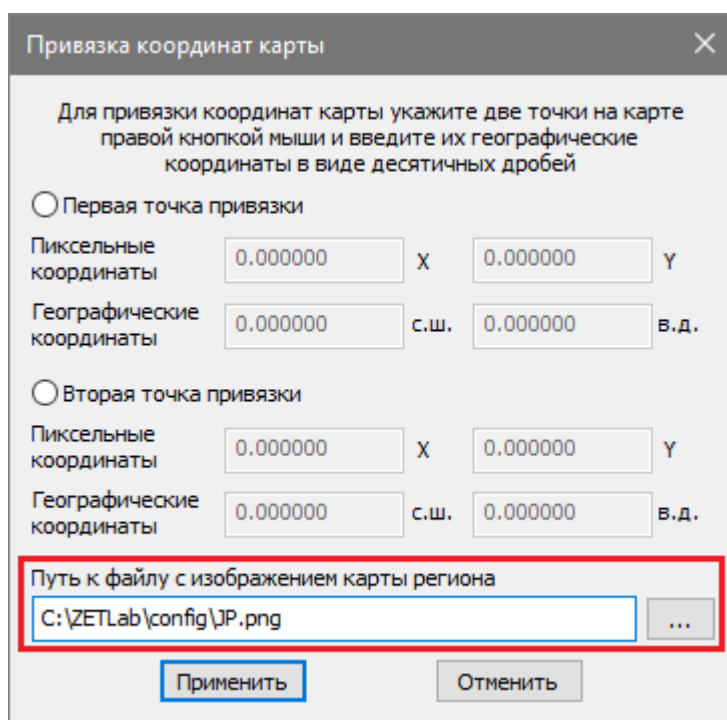 Привязка координат карты
Для привязки координат карты укажите две точки на карте
правой кнопкой мыши и введите их географические
координаты в виде десятичных дробей
Первая точка привязки
Пиксельные
координаты
0.000000 X 0.000000 Y
Географические
координаты
0.000000 с.ш. 0.000000 в.д.
Вторая точка привязки
Пиксельные
координаты
0.000000 X 0.000000 Y
Географические
координаты
0.000000 с.ш. 0.000000 в.д.
Путь к файлу с изображением карты региона
C:\ZETLab\config\JP.png ...
Применить Отменить